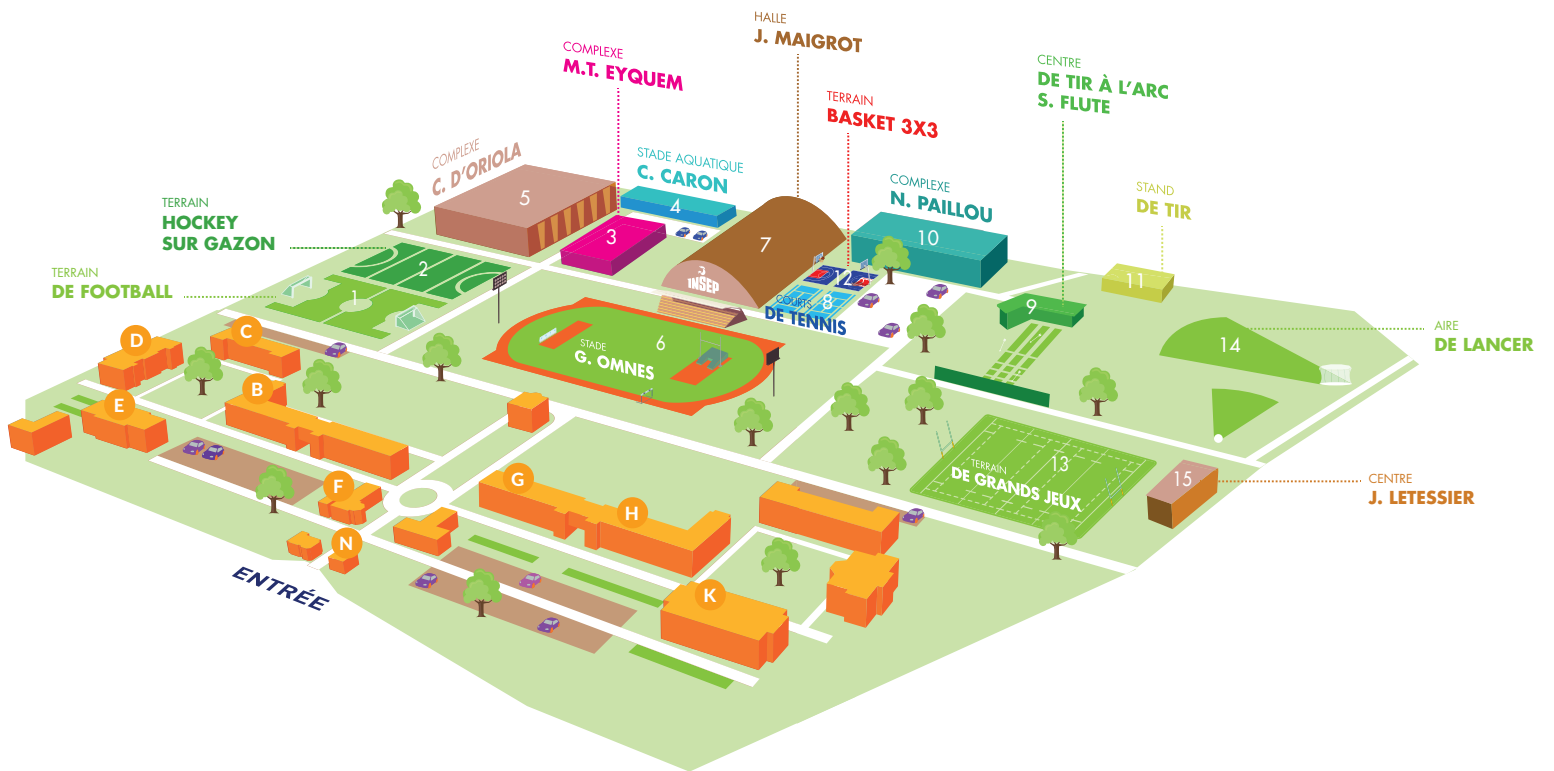 HALLE
J. MAIGROT
COMPLEXE
M.T. EYQUEM
CENTRE
DE TIR À L'ARC
S. FLUTE
TERRAIN
BASKET 3X3
COMPLEXE
C. D'ORIOLA
STADE AQUATIQUE
C. CARON
COMPLEXE
N. PAILLOU
STAND
DE TIR
TERRAIN
HOCKEY
SUR GAZON
TERRAIN
DE FOOTBALL
5
4
3
7
10
2
1
INSEP
12
8
COURTS
DE TENNIS
11
9
14
AIRE
DE LANCER
STADE
G. OMNES
6
D
C
B
E
F
N
ENTRÉE
G
H
K
TERRAIN
DE GRANDS JEUX
13
15
CENTRE
J. LETESSIER